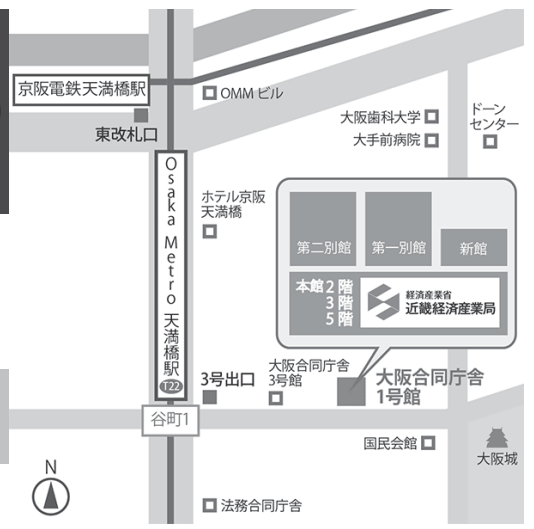 京阪電鉄天満橋駅
OMMビル
東改札口
大阪歯科大学
大手前病院
ドーン
センター
Osaka Metro 天満橋駅
T22
ホテル京阪
天満橋
第二別館
第一別館
新館
本館2階
3階
5階
経済産業省
近畿経済産業局
3号出口
大阪合同庁舎
3号館
大阪合同庁舎
1号館
谷町1
国民会館
大阪城
N
法務合同庁舎